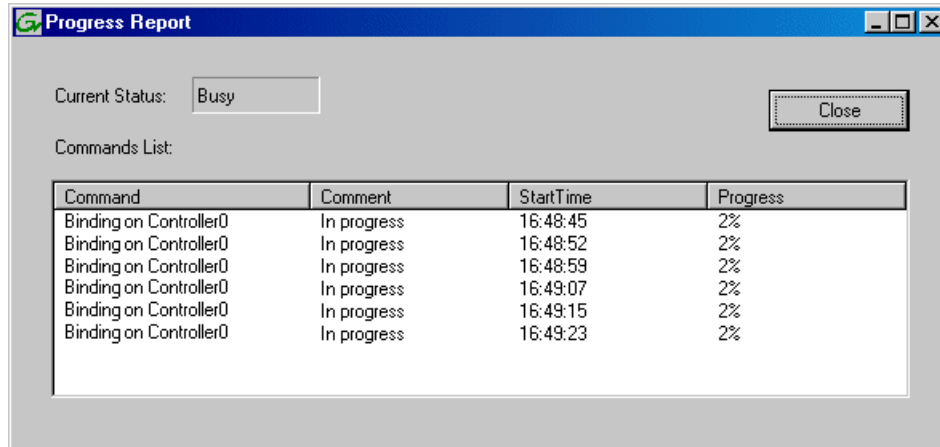 Progress Report
Current Status: Busy
Close
Commands List:
Command Comment StartTime Progress
Binding on Controller0 In progress 16:48:45 2%
Binding on Controller0 In progress 16:48:52 2%
Binding on Controller0 In progress 16:48:59 2%
Binding on Controller0 In progress 16:49:07 2%
Binding on Controller0 In progress 16:49:15 2%
Binding on Controller0 In progress 16:49:23 2%